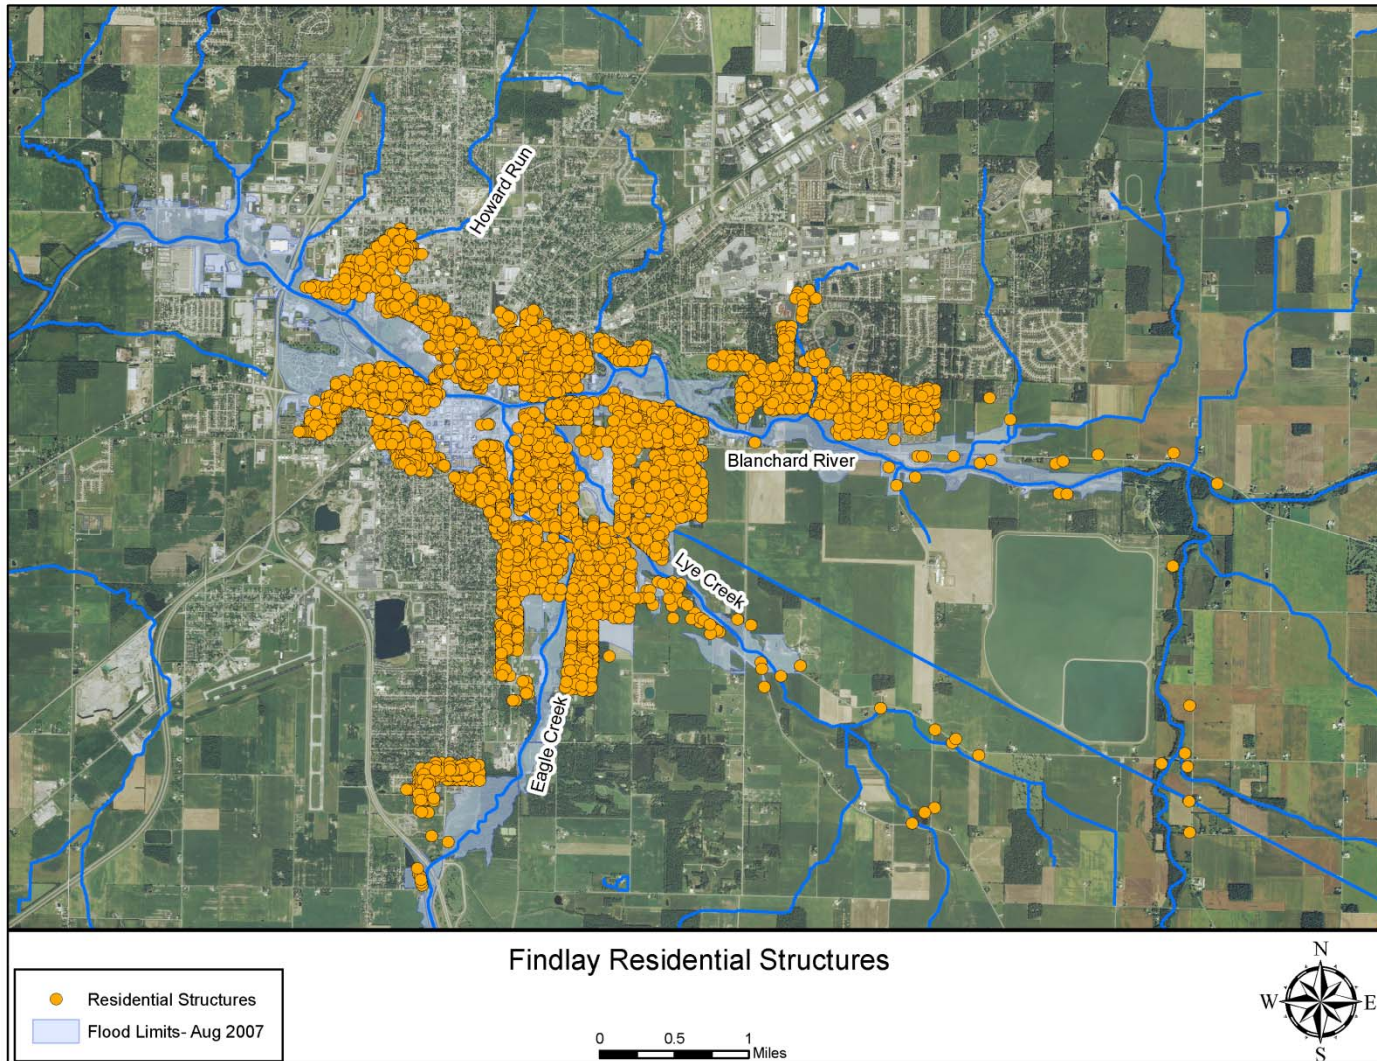 Howard Run
Blanchard River
Lye Creek
Eagle Creek
Findlay Residential Structures
Residential Structures
Flood Limits- Aug 2007
0 0.5 1
Miles
N
W E
S